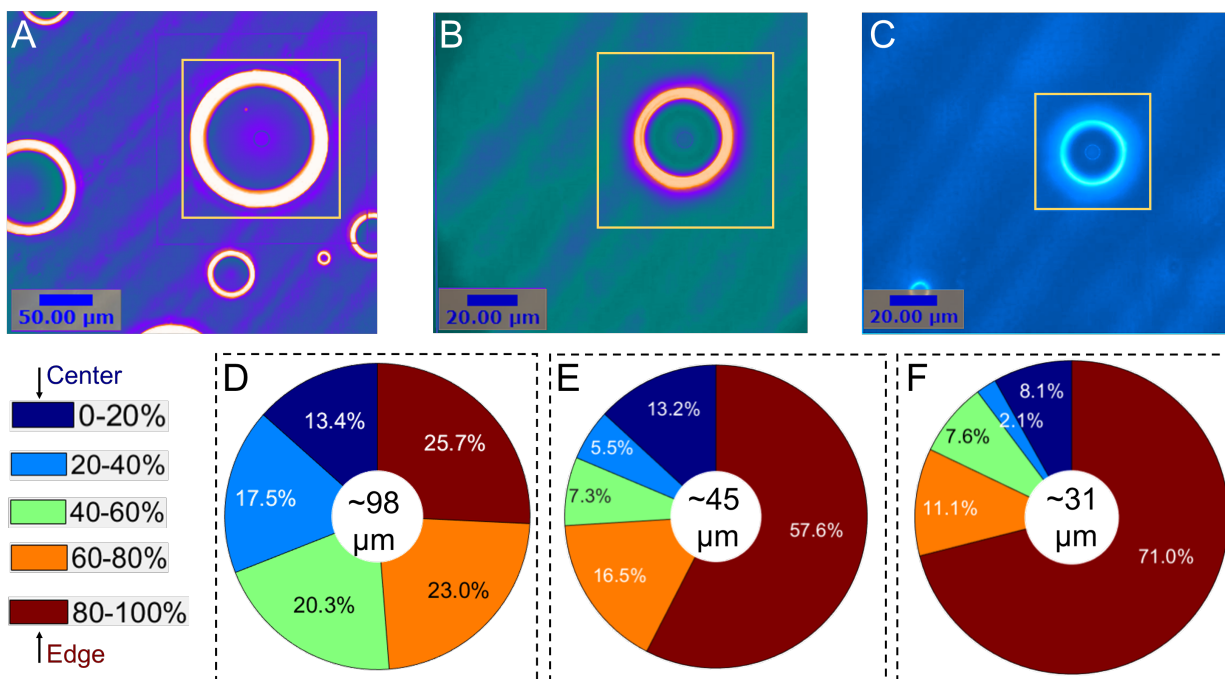 A
B
C
50.00 µm
20.00 µm
20.00 µm
Center
0-20%
20-40%
40-60%
60-80%
80-100%
Edge
D
13.4%
25.7%
17.5%
~98
µm
20.3%
23.0%
E
13.2%
5.5%
7.3%
~45
µm
57.6%
16.5%
F
8.1%
2.1%
7.6%
~31
µm
11.1%
71.0%